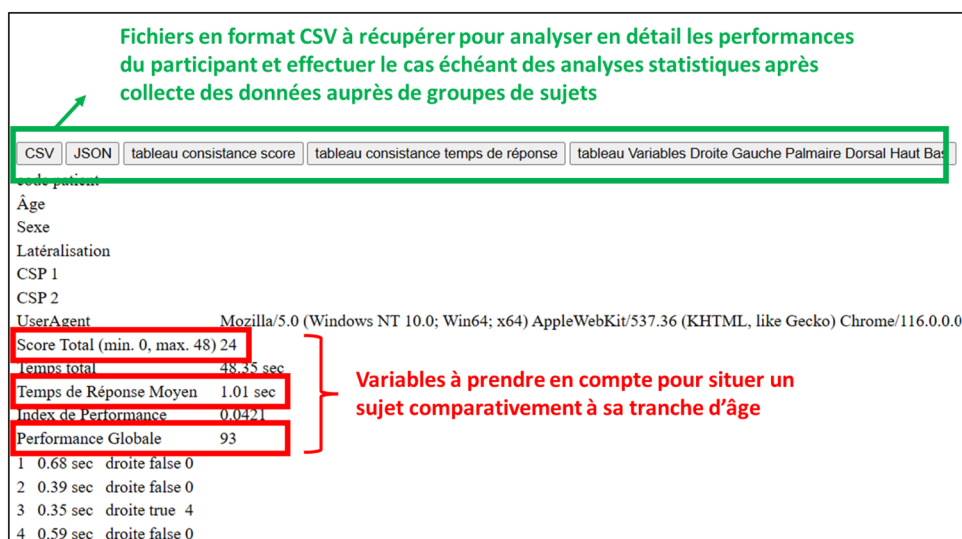 Fichiers en format CSV à récupérer pour analyser en détail les performances
du participant et effectuer le cas échéant des analyses statistiques après
collecte des données auprès de groupes de sujets
CSV JSON tableau consistance score tableau consistance temps de réponse tableau Variables Droite Gauche Palmaire Dorsal Haut Bas
code patient
Âge
Sexe
Latéralisation
CSP 1
CSP 2
UserAgent Mozilla/5.0 (Windows NT 10.0; Win64; x64) AppleWebKit/537.36 (KHTML, like Gecko) Chrome/116.0.0.0
Score Total (min. 0, max. 48) 24
Temps total 48.35 sec
Temps de Réponse Moyen 1.01 sec
Index de Performance 0.0421
Performance Globale 93
Variables à prendre en compte pour situer un
sujet comparativement à sa tranche d'âge
1 0.68 sec droite false 0
2 0.39 sec droite false 0
3 0.35 sec droite true 4
4 0.59 sec droite false 0